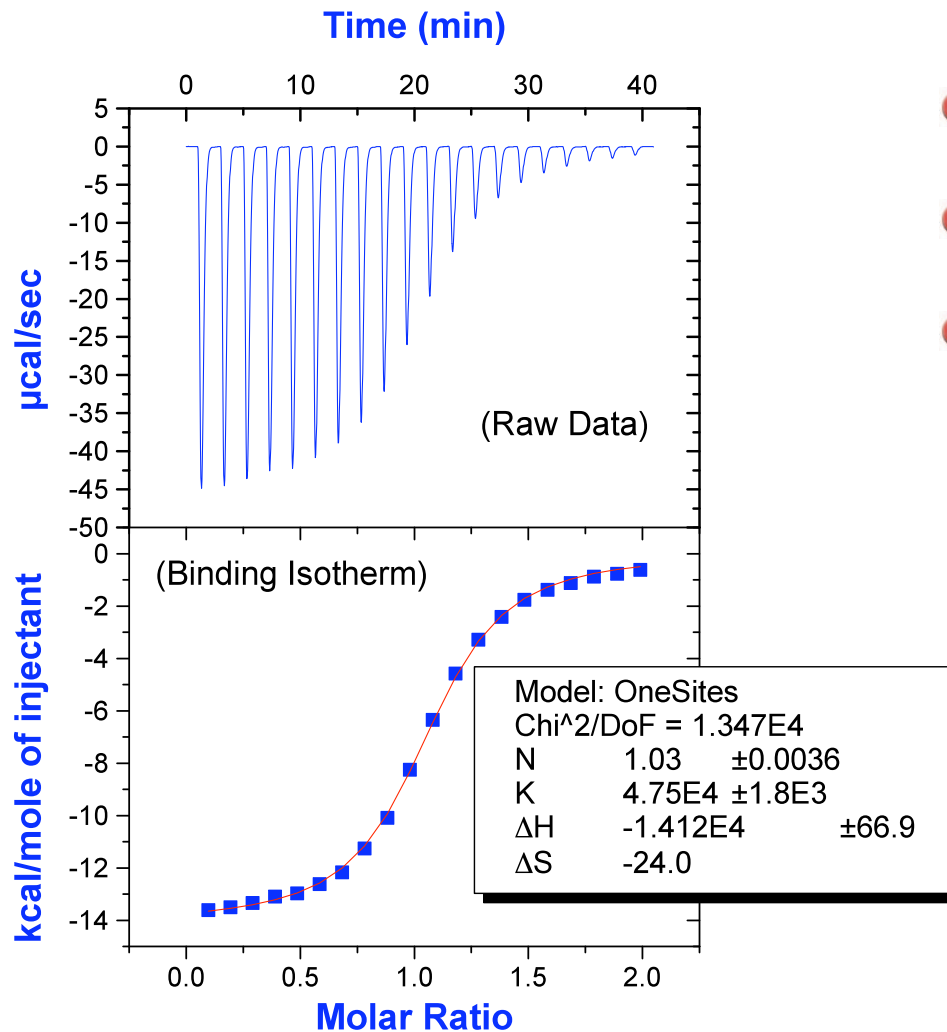 Time (min)
0 10 20 30 40
5
0
-5
-10
-15
-20
-25
-30
-35
-40
-45
-50
µcal/sec
(Raw Data)
0
-2
-4
-6
-8
-10
-12
-14
kcal/mole of injectant
(Binding Isotherm)
Model: OneSites
Chi^2/DoF = 1.347E4
N 1.03 ±0.0036
K 4.75E4 ±1.8E3
ΔH -1.412E4 ±66.9
ΔS -24.0
0.0 0.5 1.0 1.5 2.0
Molar Ratio